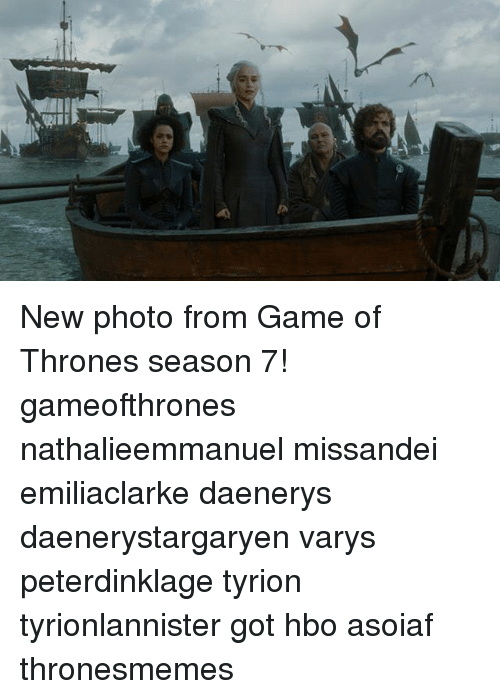 New photo from Game of
Thrones season 7!
gameofthrones
nathalieemmanuel missandei
emiliaclarke daenerys
daenerystargaryen varys
peterdinklage tyrion
tyrionlannister got hbo asoiaf
thronesmemes